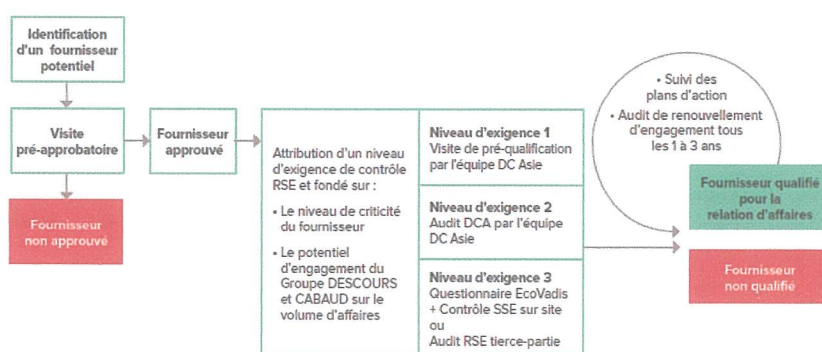 Identification
d'un fournisseur
potentiel
Visite
pré-approbatoire
Fournisseur
approuvé
Fournisseur
non approuvé
Attribution d'un niveau
d'exigence de contrôle
RSE et fondé sur :
• Le niveau de criticité
du fournisseur
• Le potentiel
d'engagement du
Groupe DESCOURS
et CABAUD sur le
volume d'affaires
Niveau d'exigence 1
Visite de pré-qualification
par l'équipe DC Asie
Niveau d'exigence 2
Audit DCA par l'équipe
DC Asie
Niveau d'exigence 3
Questionnaire EcoVadis
+ Contrôle SSE sur site
ou
Audit RSE tierce-partie
• Suivi des
plans d'action
• Audit de renouvellement
d'engagement tous
les 1 à 3 ans
Fournisseur qualifié
pour la
relation d'affaires
Fournisseur
non qualifié